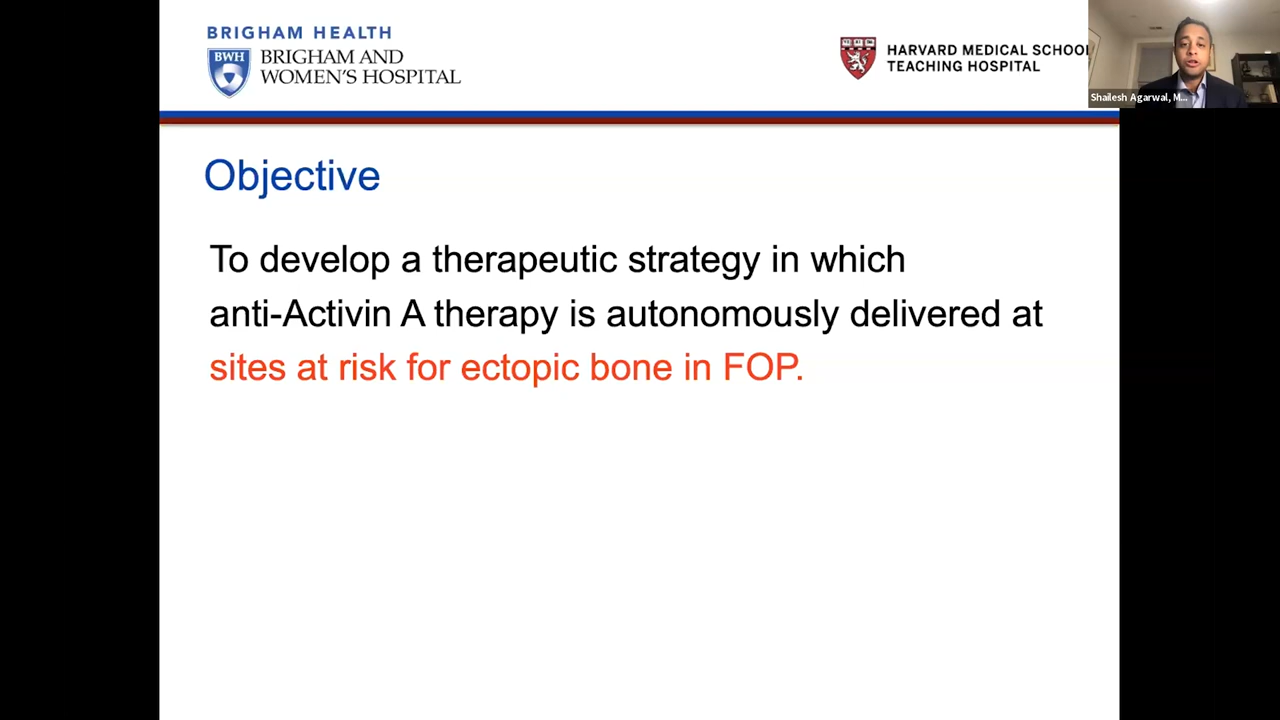 BRIGHAM HEALTH
BWH
BRIGHAM AND
WOMEN'S HOSPITAL
HARVARD MEDICAL SCHOOL
TEACHING HOSPITAL
Shailesh Agarwal, M...
Objective
To develop a therapeutic strategy in which
anti-Activin A therapy is autonomously delivered at
sites at risk for ectopic bone in FOP.